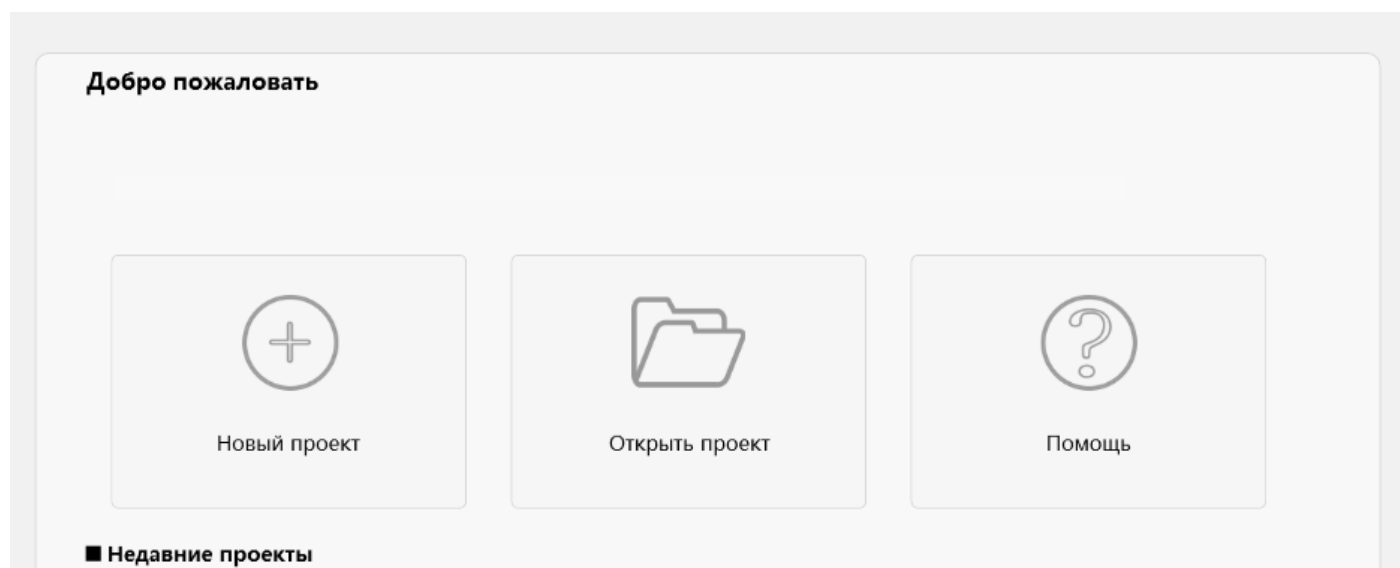 Добро пожаловать
Новый проект
Открыть проект
Помощь
Недавние проекты